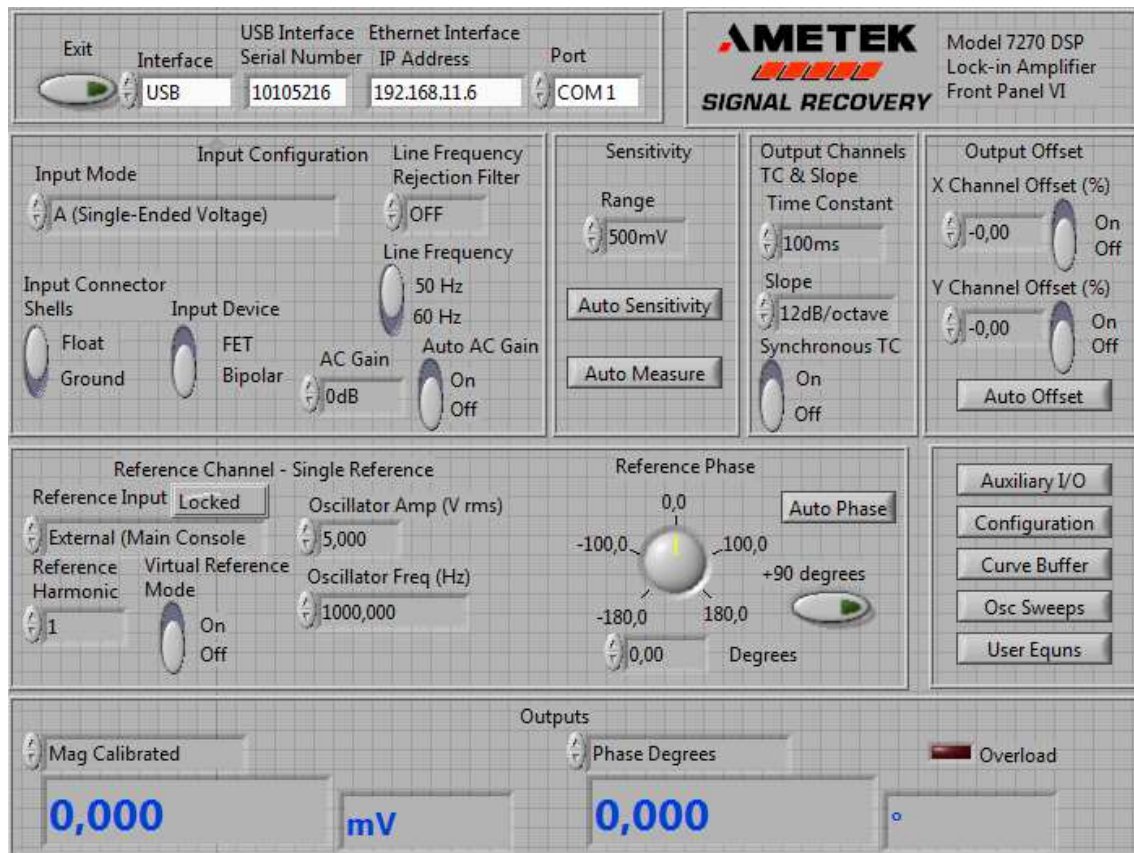 Exit
Interface
USB
USB Interface
Serial Number
10105216
Ethernet Interface
IP Address
192.168.11.6
Port
COM 1
AMETEK
SIGNAL RECOVERY
Model 7270 DSP
Lock-in Amplifier
Front Panel VI
Input Configuration
Input Mode
A (Single-Ended Voltage)
Line Frequency
Rejection Filter
OFF
Line Frequency
50 Hz
60 Hz
Input Connector
Shells
Float
Ground
Input Device
FET
Bipolar
AC Gain
0dB
Auto AC Gain
On
Off
Sensitivity
Range
500mV
Auto Sensitivity
Auto Measure
Output Channels
TC & Slope
Time Constant
100ms
Slope
12dB/octave
Synchronous TC
On
Off
Output Offset
X Channel Offset (%)
-0,00
On
Off
Y Channel Offset (%)
-0,00
On
Off
Auto Offset
Reference Channel - Single Reference
Reference Input
Locked
External (Main Console
Reference
Harmonic
1
Virtual Reference
Mode
On
Off
Oscillator Amp (V rms)
5,000
Oscillator Freq (Hz)
1000,000
Reference Phase
0,0
-100,0
100,0
-180,0
180,0
0,00
Degrees
Auto Phase
+90 degrees
Auxiliary I/O
Configuration
Curve Buffer
Osc Sweeps
User Equns
Outputs
Mag Calibrated
0,000
mV
Phase Degrees
0,000
°
Overload